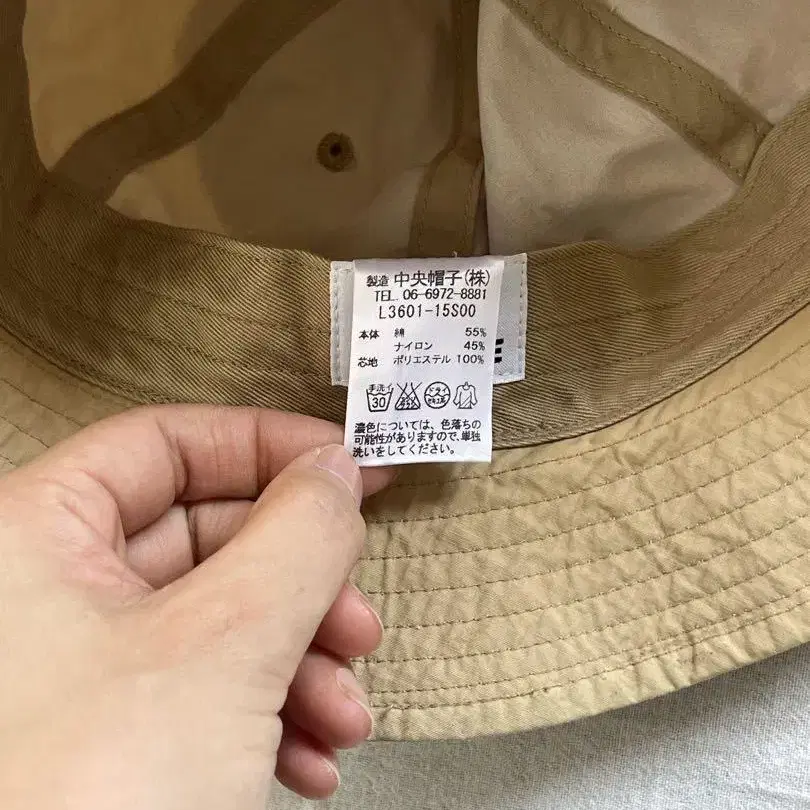 製造 中央帽子(株)
TEL. 06-6972-8881
L3601-15S00
本体 綿 55%
ナイロン 45%
芯地 ポリエステル 100%
手洗イ
30
ドライ
濃色については、色落ちの
可能性がありますので、単独
洗いをしてください。
E